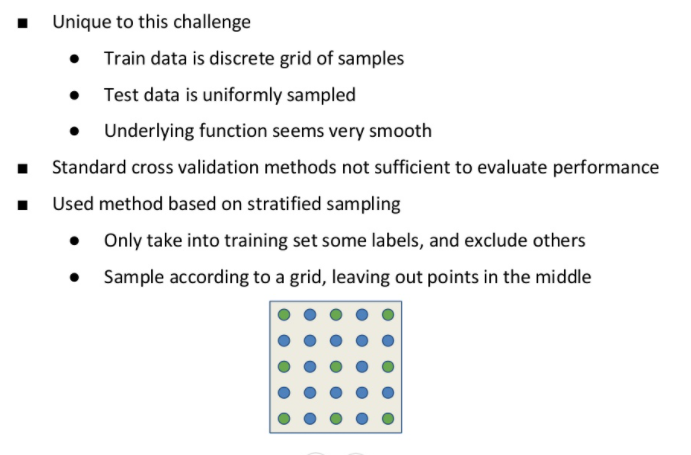 ■ Unique to this challenge
● Train data is discrete grid of samples
● Test data is uniformly sampled
● Underlying function seems very smooth
■ Standard cross validation methods not sufficient to evaluate performance
■ Used method based on stratified sampling
● Only take into training set some labels, and exclude others
● Sample according to a grid, leaving out points in the middle